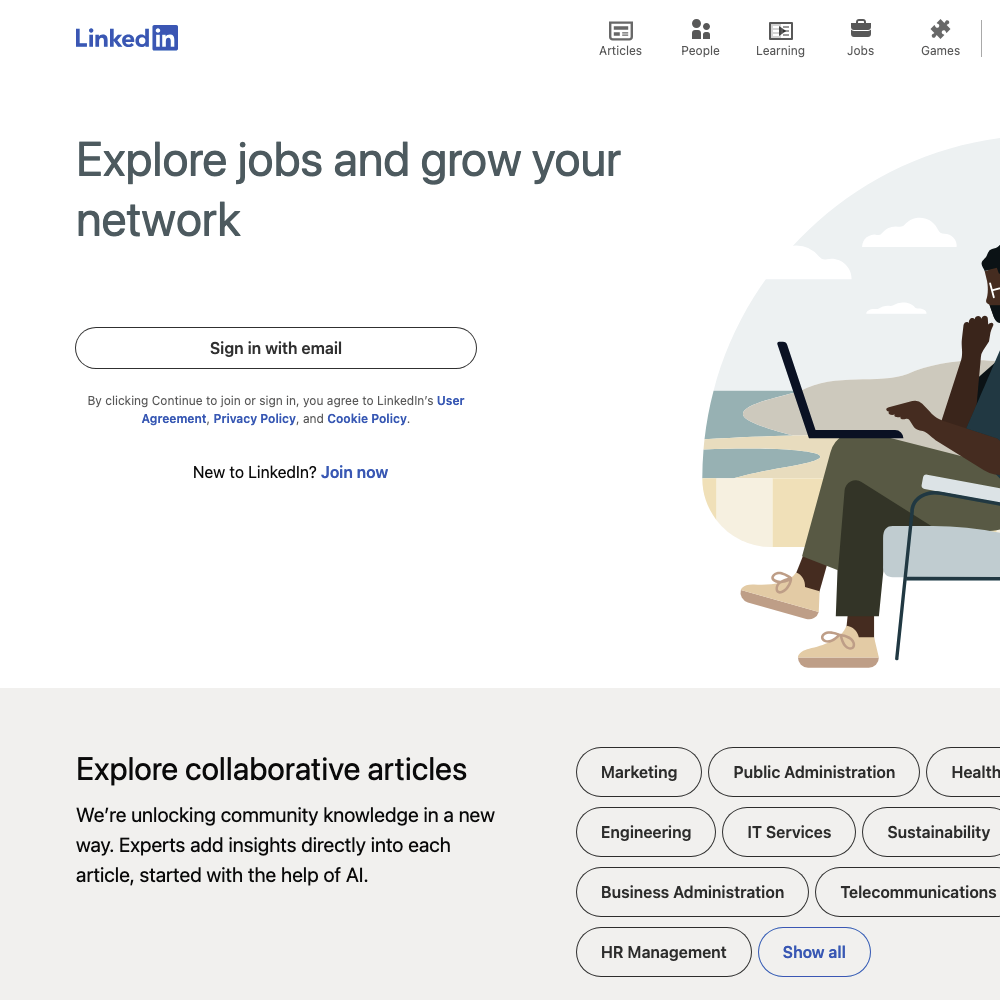 Linked in
Articles
People
Learning
Jobs
Games
Explore jobs and grow your
network
Sign in with email
By clicking Continue to join or sign in, you agree to LinkedIn’s User
Agreement, Privacy Policy, and Cookie Policy.
New to LinkedIn? Join now
Explore collaborative articles
We’re unlocking community knowledge in a new
way. Experts add insights directly into each
article, started with the help of AI.
Marketing
Public Administration
Health
Engineering
IT Services
Sustainability
Business Administration
Telecommunications
HR Management
Show all